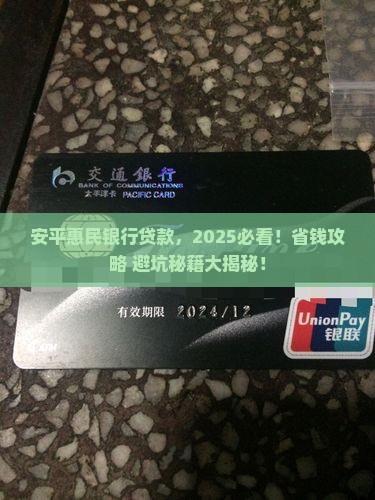 交通銀行
BANK OF COMMUNICATIONS
太平洋卡 PACIFIC CARD
安平惠民银行贷款，2025必看！省钱攻
略 避坑秘籍大揭秘！
有效期限 2024/12
UnionPay
银联
ATM